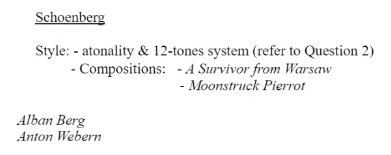 Schoenberg
Style: - atonality & 12-tones system (refer to Question 2)
- Compositions: - A Survivor from Warsaw
- Moonstruck Pierrot
Alban Berg
Anton Webern